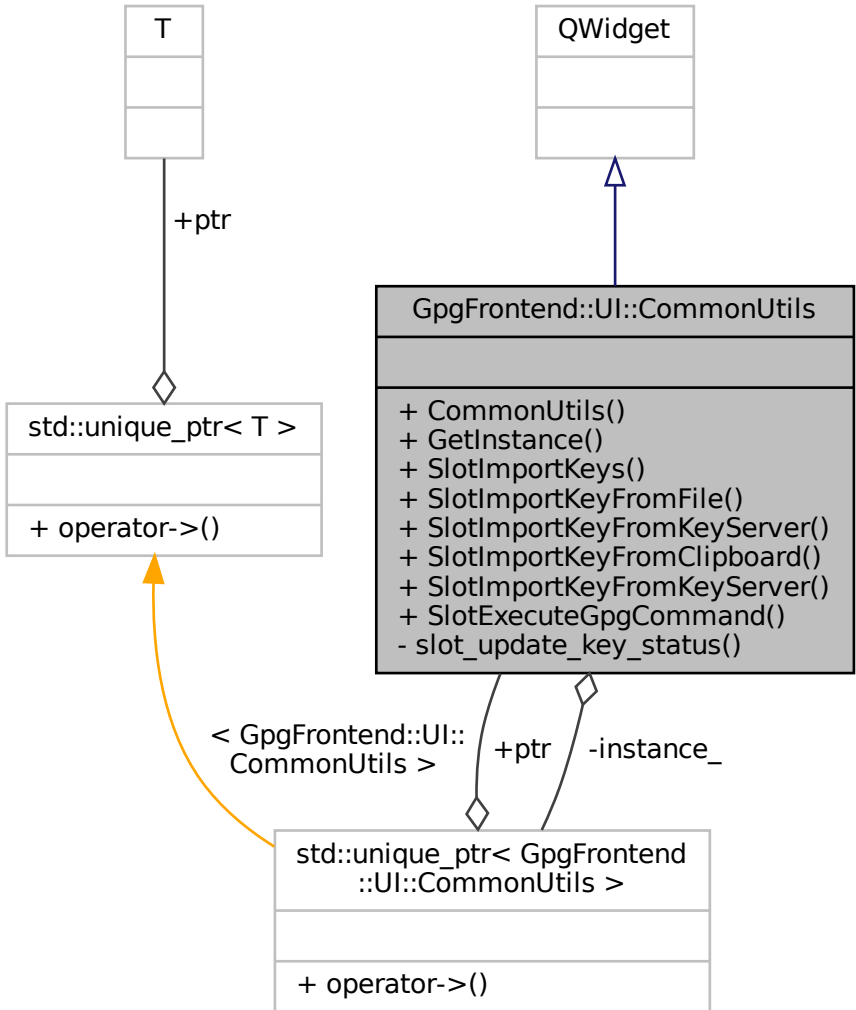 T
QWidget
+ptr
GpgFrontend::UI::CommonUtils
+ CommonUtils()
+ GetInstance()
+ SlotImportKeys()
+ SlotImportKeyFromFile()
+ SlotImportKeyFromKeyServer()
+ SlotImportKeyFromClipboard()
+ SlotImportKeyFromKeyServer()
+ SlotExecuteGpgCommand()
- slot_update_key_status()
std::unique_ptr< T >
+ operator->()
< GpgFrontend::UI::
CommonUtils >
+ptr
-instance_
std::unique_ptr< GpgFrontend
::UI::CommonUtils >
+ operator->()